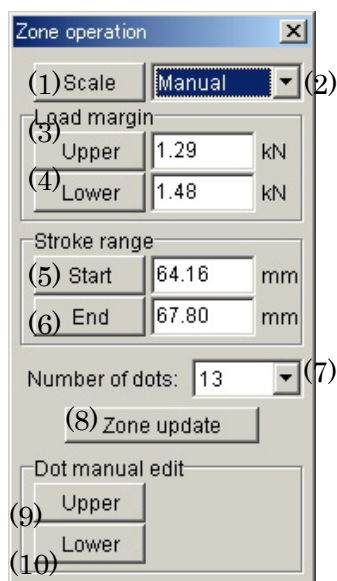 Zone operation
(1) Scale Manual (2)
Load margin
(3) Upper 1.29 kN
(4) Lower 1.48 kN
Stroke range
(5) Start 64.16 mm
(6) End 67.80 mm
Number of dots: 13 (7)
(8) Zone update
Dot manual edit
(9) Upper
(10) Lower